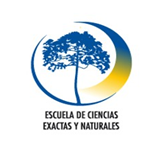 ESCUELA DE CIENCIAS
EXACTAS Y NATURALES